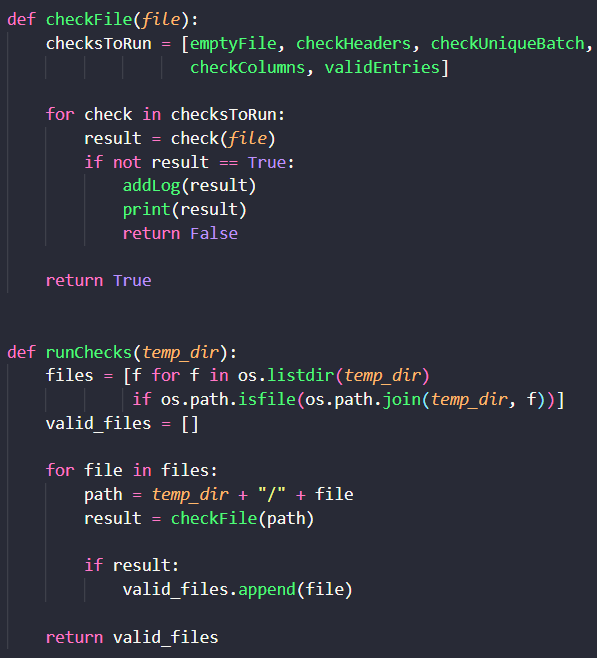 def checkFile(file):
    checksToRun = [emptyFile, checkHeaders, checkUniqueBatch,
                   checkColumns, validEntries]

    for check in checksToRun:
        result = check(file)
        if not result == True:
            addLog(result)
            print(result)
            return False

    return True


def runChecks(temp_dir):
    files = [f for f in os.listdir(temp_dir)
             if os.path.isfile(os.path.join(temp_dir, f))]
    valid_files = []

    for file in files:
        path = temp_dir + "/" + file
        result = checkFile(path)

        if result:
            valid_files.append(file)

    return valid_files